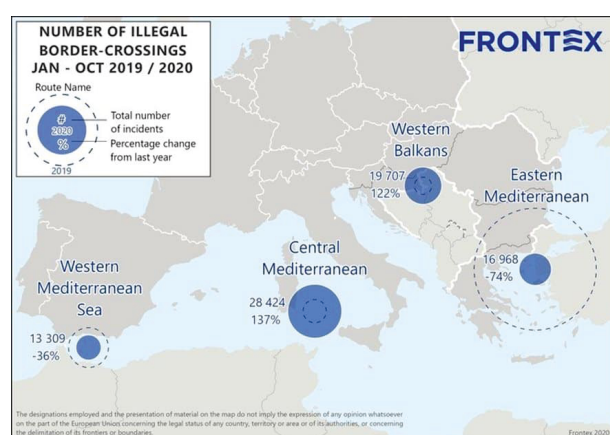 NUMBER OF ILLEGAL
BORDER-CROSSINGS
JAN - OCT 2019 / 2020
Route Name
#
2020
%
Total number
of incidents
Percentage change
from last year
2019
FRONTEX
Western
Balkans
19 707
122%
Eastern
Mediterranean
16 968
-74%
Central
Mediterranean
28 424
137%
Western
Mediterranean
Sea
13 309
-36%
The designations employed and the presentation of material on the map do not imply the expression of any opinion whatsoever
on the part of the European Union concerning the legal status of any country, territory or area or of its authorities, or concerning
the delimitation of its frontiers or boundaries.
Frontex 2020